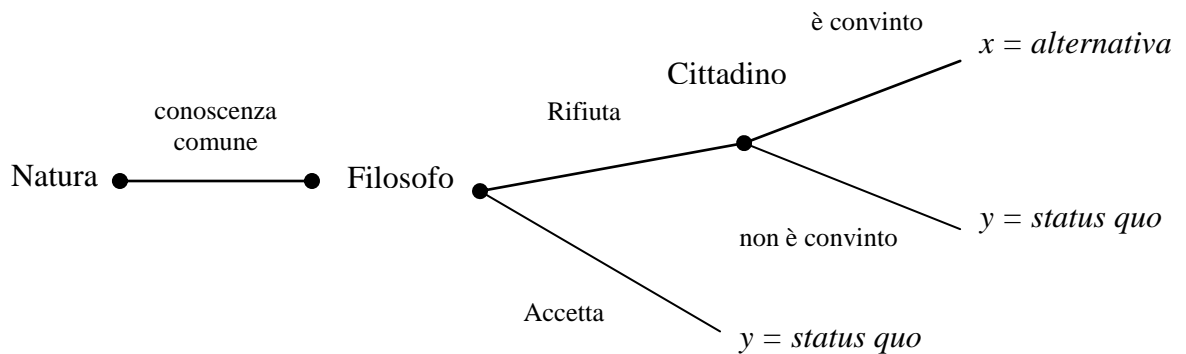 è convinto
x = alternativa
Cittadino
conoscenza
comune
Rifiuta
Natura
Filosofo
y = status quo
non è convinto
Accetta
y = status quo